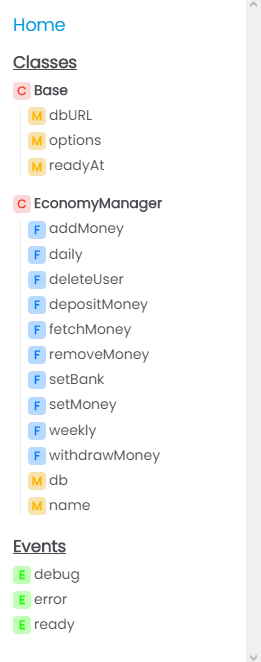 Home
Classes
C Base
M dbURL
M options
M readyAt
C EconomyManager
F addMoney
F daily
F deleteUser
F depositMoney
F fetchMoney
F removeMoney
F setBank
F setMoney
F weekly
F withdrawMoney
M db
M name
Events
E debug
E error
E ready